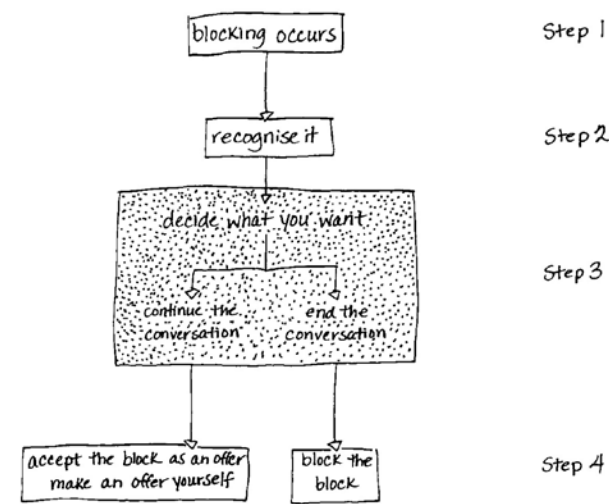 blocking occurs
Step 1
recognise it
Step 2
decide what you want
Step 3
continue the
conversation
end the
conversation
accept the block as an offer
make an offer yourself
block the
block
Step 4